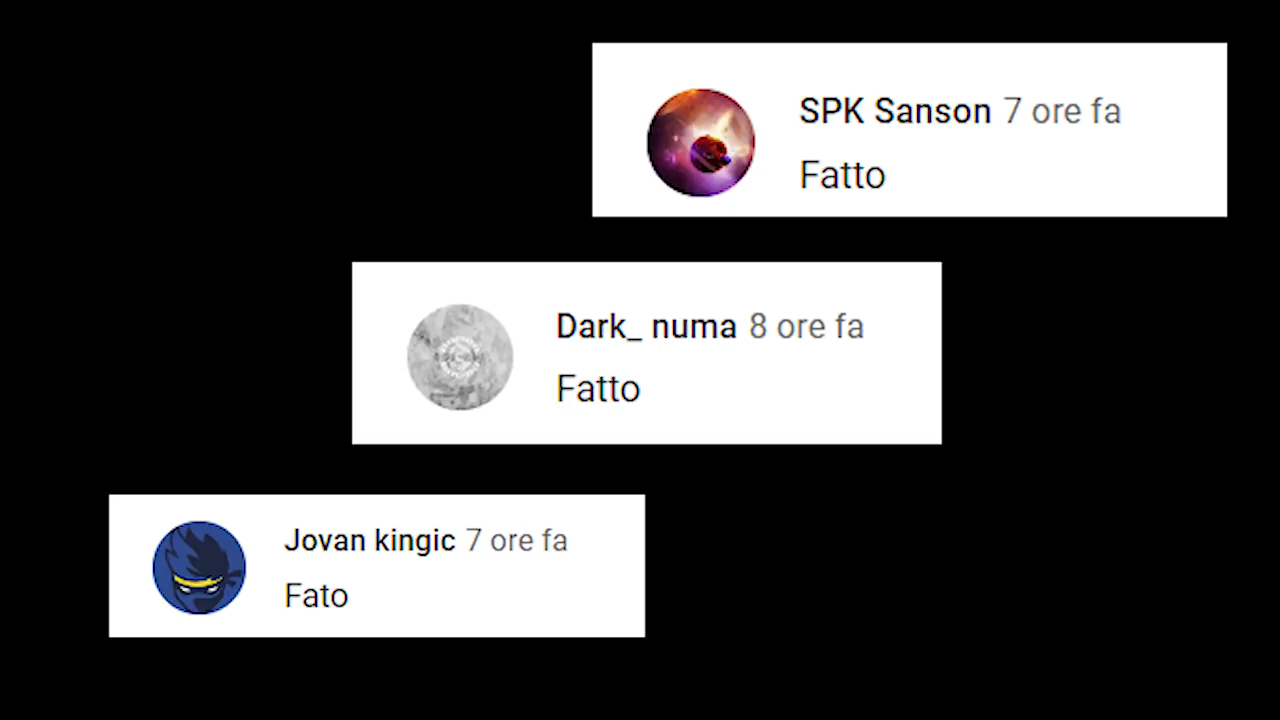 SPK Sanson 7 ore fa
Fatto
Dark_ numa 8 ore fa
Fatto
Jovan kingic 7 ore fa
Fato